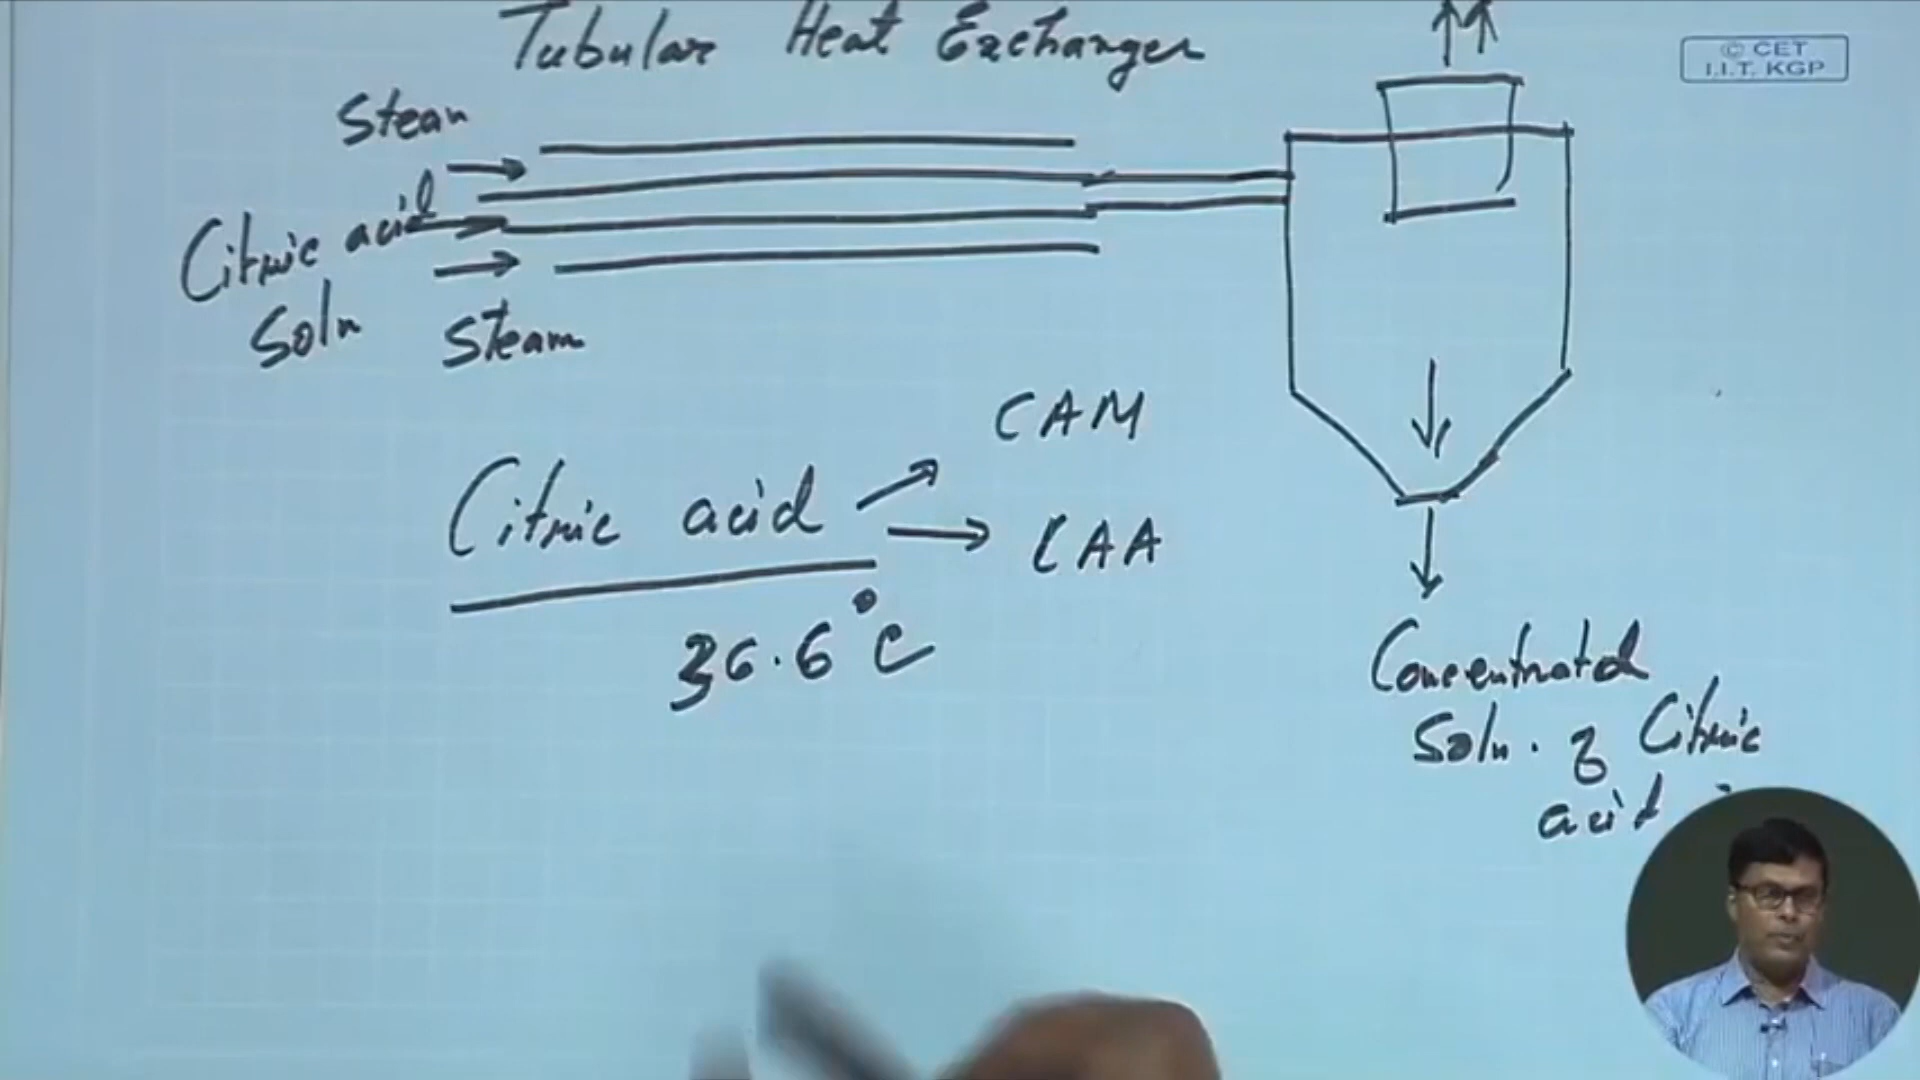 Tubular Heat Exchanger
© CET
I.I.T. KGP
Steam
Citric acid
Soln
Steam
CAM
Citric acid
CAA
36.6°C
Concentrated
Soln. of Citric
acid